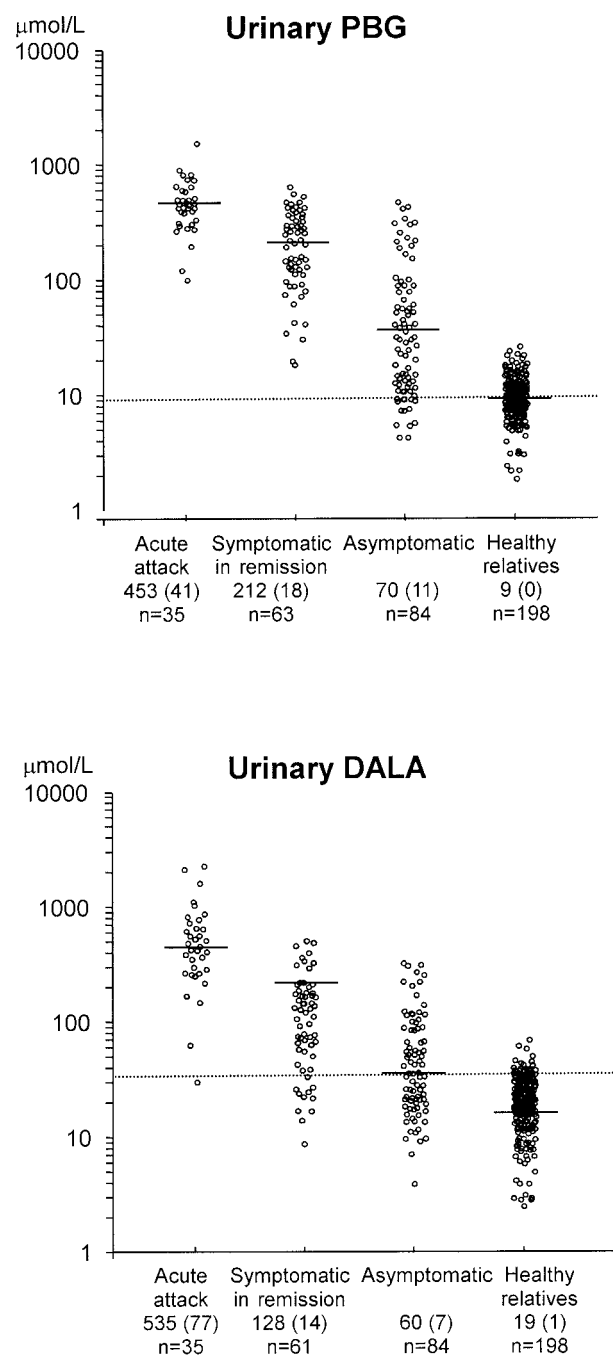 μmol/L
Urinary PBG
10000
1000
100
10
1
Acute Symptomatic Asymptomatic Healthy
attack in remission relatives
453 (41) 212 (18) 70 (11) 9 (0)
n=35 n=63 n=84 n=198
μmol/L
Urinary DALA
10000
1000
100
10
1
Acute Symptomatic Asymptomatic Healthy
attack in remission relatives
535 (77) 128 (14) 60 (7) 19 (1)
n=35 n=61 n=84 n=198